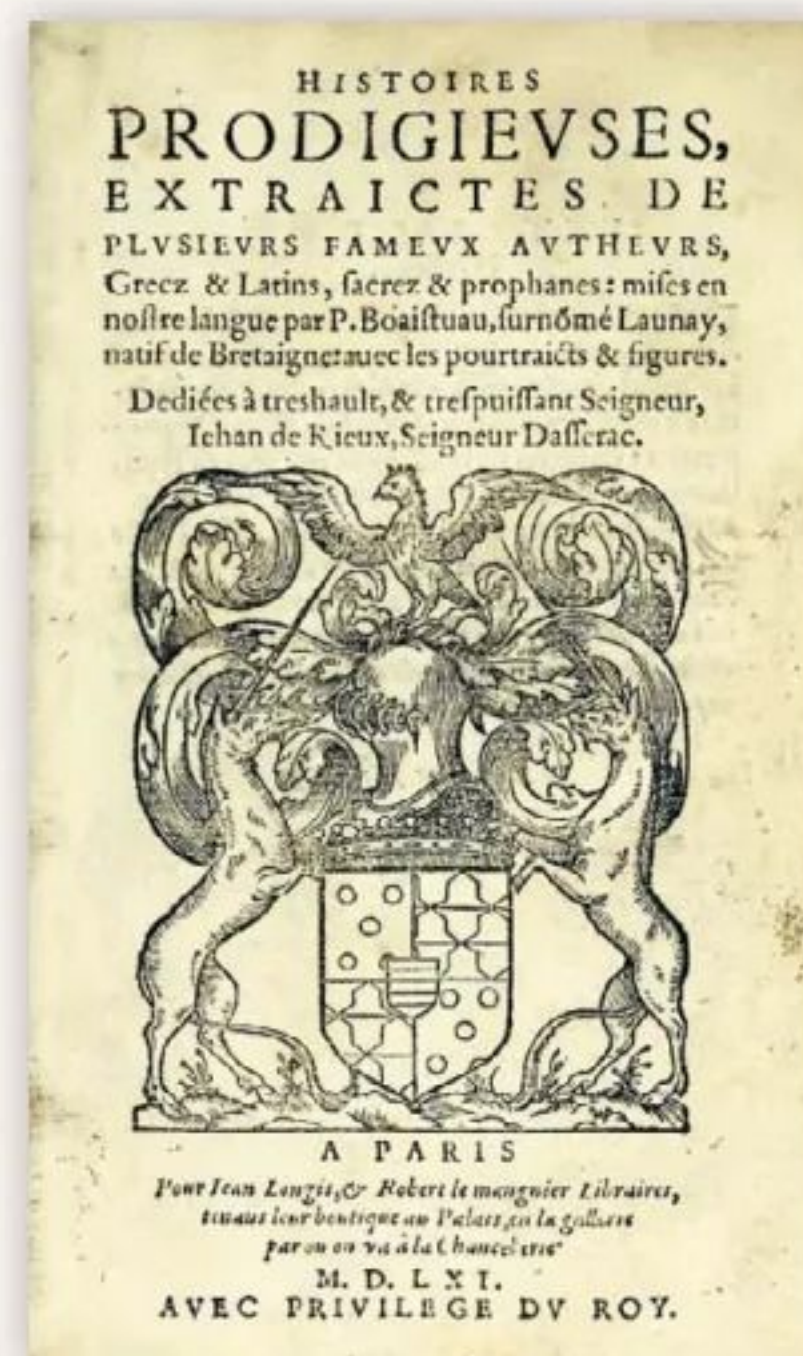 HISTOIRES
PRODIGIEVSES,
EXTRAICTES DE
PLVSIEVRS FAMEVX AVTHEVRS,
Grecz & Latins, ſacrez & prophanes: miſes en
noſtre langue par P. Boaiſtuau, ſurnõmé Launay,
natif de Bretaigne: auec les pourtraicts & figures.
Dediées à treshault, & treſpuiſſant Seigneur,
Iehan de Rieux, Seigneur Daſſerac.
A PARIS
Pour Iean Longis, & Robert le mangnier Libraires,
tenans leur boutique au Palais, en la gallerie
par ou on va à la Chancelerie
M. D. LXI.
AVEC PRIVILEGE DV ROY.